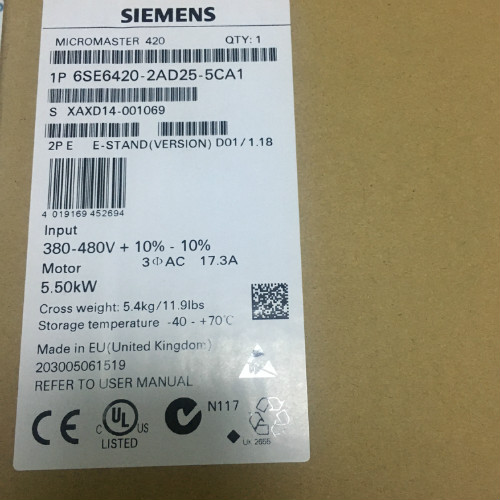 SIEMENS
MICROMASTER 420 QTY: 1
1P 6SE6420-2AD25-5CA1
S XAXD14-001069
2P E E-STAND(VERSION) D01/1.18
4 019169 452694
Input
380-480V + 10% - 10%
3ΦAC 17.3A
Motor
5.50kW
Cross weight: 5.4kg/11.9lbs
Storage temperature -40 - +70℃
Made in EU(United Kingdom)
203005061519
REFER TO USER MANUAL
CE
C UL US
LISTED
N117